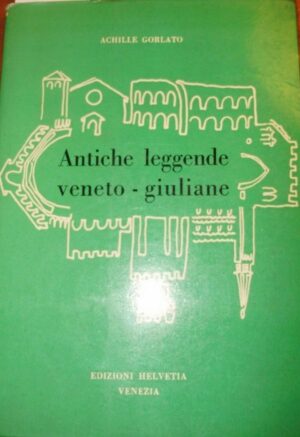 ACHILLE GORLATO
Antiche leggende
veneto - giuliane
EDIZIONI HELVETIA
VENEZIA